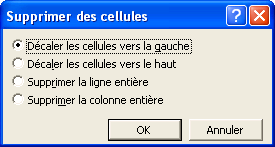 Supprimer des cellules
Décaler les cellules vers la gauche
Décaler les cellules vers le haut
Supprimer la ligne entière
Supprimer la colonne entière
OK
Annuler